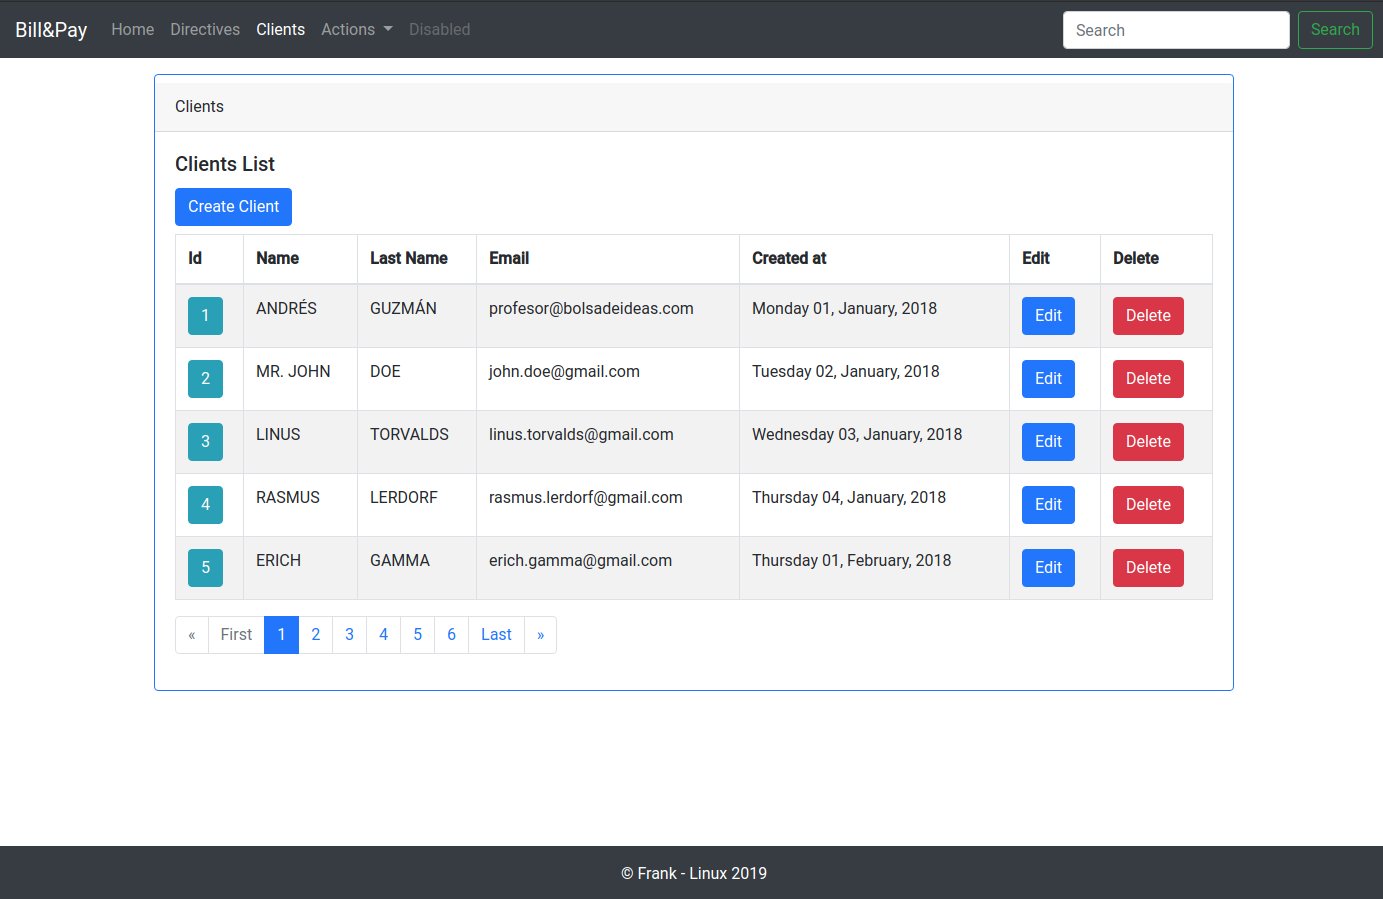 Bill&Pay Home Directives Clients Actions Disabled Search Search
Clients
Clients List
Create Client
Id Name Last Name Email Created at Edit Delete
1 ANDRÉS GUZMÁN profesor@bolsadeideas.com Monday 01, January, 2018 Edit Delete
2 MR. JOHN DOE john.doe@gmail.com Tuesday 02, January, 2018 Edit Delete
3 LINUS TORVALDS linus.torvalds@gmail.com Wednesday 03, January, 2018 Edit Delete
4 RASMUS LERDORF rasmus.lerdorf@gmail.com Thursday 04, January, 2018 Edit Delete
5 ERICH GAMMA erich.gamma@gmail.com Thursday 01, February, 2018 Edit Delete
« First 1 2 3 4 5 6 Last »
© Frank - Linux 2019